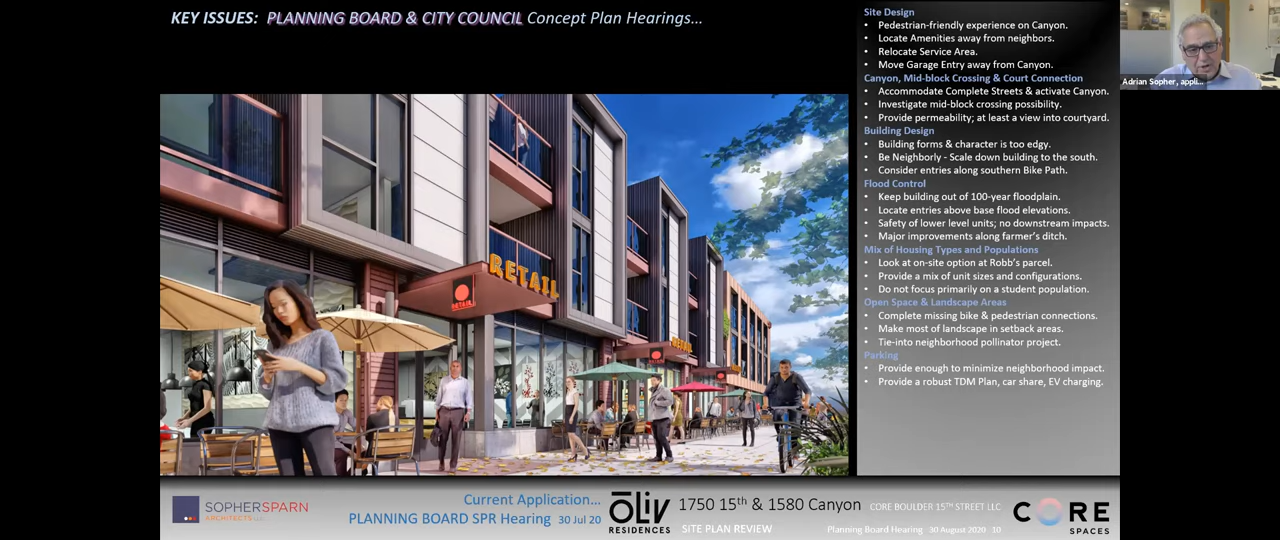 KEY ISSUES: PLANNING BOARD & CITY COUNCIL Concept Plan Hearings...
Site Design
• Pedestrian-friendly experience on Canyon.
• Locate Amenities away from neighbors.
• Relocate Service Area.
• Move Garage Entry away from Canyon.
Canyon, Mid-block Crossing & Court Connection
• Accommodate Complete Streets & activate Canyon.
• Investigate mid-block crossing possibility.
• Provide permeability; at least a view into courtyard.
Building Design
• Building forms & character is too edgy.
• Be Neighborly - Scale down building to the south.
• Consider entries along southern Bike Path.
Flood Control
• Keep building out of 100-year floodplain.
• Locate entries above base flood elevations.
• Safety of lower level units; no downstream impacts.
• Major improvements along farmer's ditch.
Mix of Housing Types and Populations
• Look at on-site option at Robb's parcel.
• Provide a mix of unit sizes and configurations.
• Do not focus primarily on a student population.
Open Space & Landscape Areas
• Complete missing bike & pedestrian connections.
• Make most of landscape in setback areas.
• Tie-into neighborhood pollinator project.
Parking
• Provide enough to minimize neighborhood impact.
• Provide a robust TDM Plan, car share, EV charging.
Adrian Sopher, appli...
RETAIL
RETAIL
RETAIL
SOPHERSPARN
ARCHITECTS LLC
Current Application...
PLANNING BOARD SPR Hearing 30 Jul 20
ōliv
RESIDENCES
1750 15th & 1580 Canyon CORE BOULDER 15TH STREET LLC
SITE PLAN REVIEW Planning Board Hearing 30 August 2020 10
CORE
SPACES